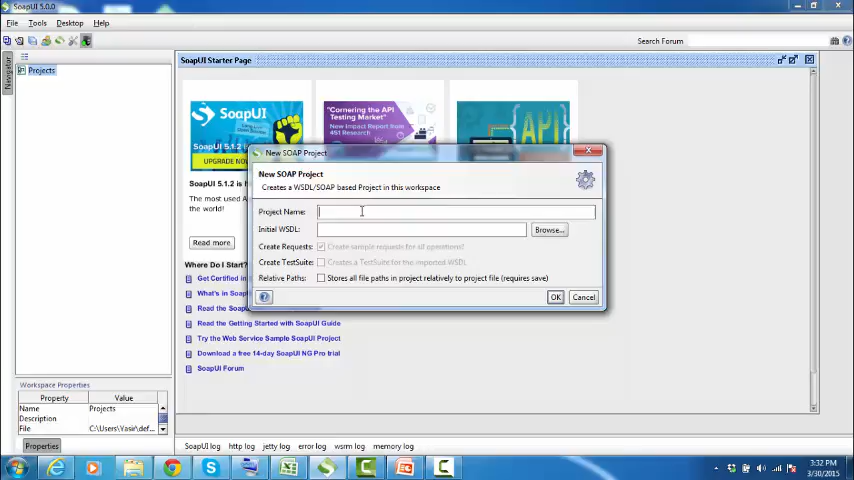 SoapUI 5.0.0
File Tools Desktop Help
Search Forum
Navigator
Projects
SoapUI Starter Page
SoapUI
SoapUI 5.1.2 i
UPGRADE NOW
"Cornering the API
Testing Market"
New Impact Report from
451 Research
API
SoapUI 5.1.2 is h
The most used A
the world!
Read more
New SOAP Project
New SOAP Project
Creates a WSDL/SOAP based Project in this workspace
Project Name:
Initial WSDL:
Browse...
Create Requests: Create sample requests for all operations?
Create TestSuite: Creates a TestSuite for the imported WSDL
Relative Paths: Stores all file paths in project relatively to project file (requires save)
OK Cancel
Where Do I Start?
Get Certified in
What's in SoapU
Read the Soap
Read the Getting Started with SoapUI Guide
Try the Web Service Sample SoapUI Project
Download a free 14-day SoapUI NG Pro trial
SoapUI Forum
Workspace Properties
Property Value
Name Projects
Description
File C:\Users\Yasir\def...
Properties
SoapUI log http log jetty log error log wsrm log memory log
3:32 PM
3/30/2015